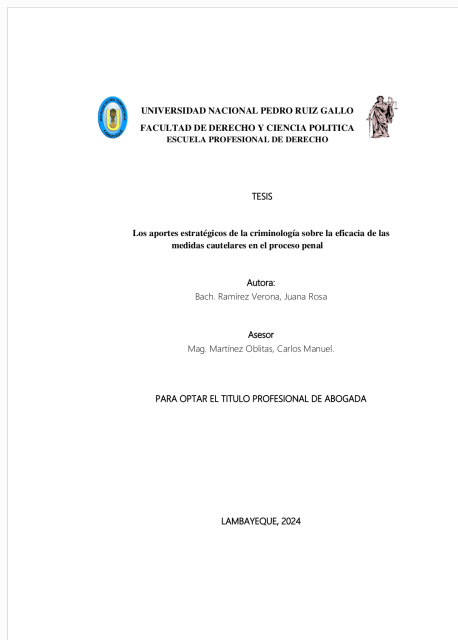 UNIVERSIDAD NACIONAL PEDRO RUIZ GALLO
FACULTAD DE DERECHO Y CIENCIA POLITICA
ESCUELA PROFESIONAL DE DERECHO
TESIS
Los aportes estratégicos de la criminología sobre la eficacia de las
medidas cautelares en el proceso penal
Autora:
Bach. Ramirez Verona, Juana Rosa
Asesor
Mag. Martínez Oblitas, Carlos Manuel.
PARA OPTAR EL TITULO PROFESIONAL DE ABOGADA
LAMBAYEQUE, 2024